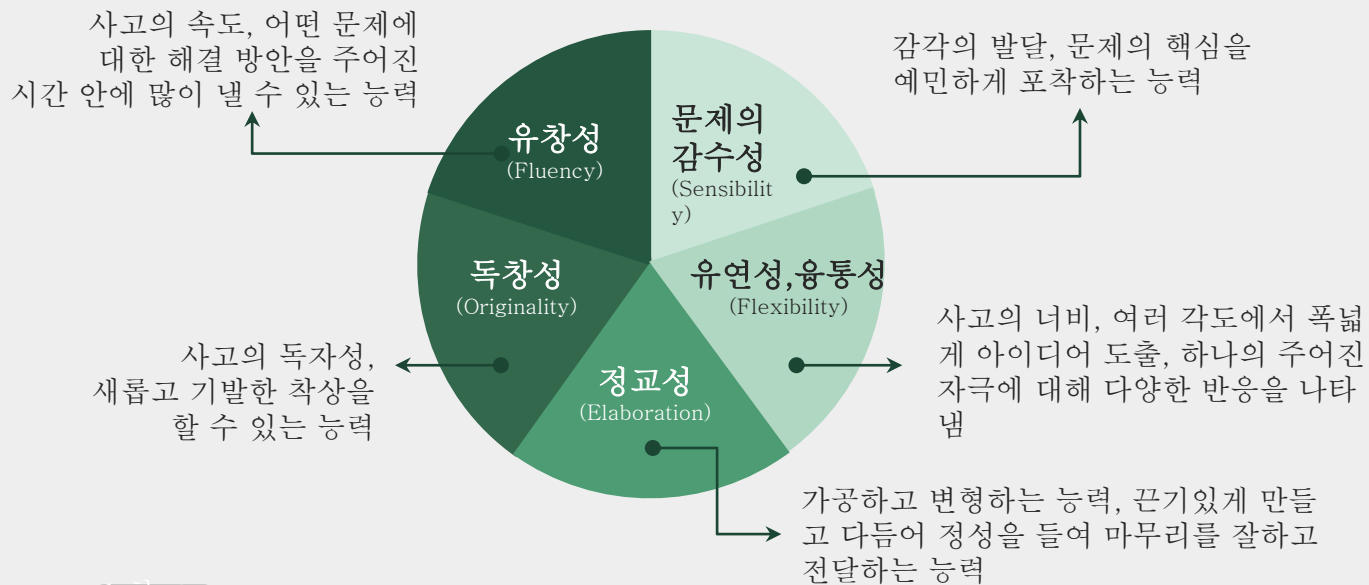 사고의 속도, 어떤 문제에
대한 해결 방안을 주어진
시간 안에 많이 낼 수 있는 능력
감각의 발달, 문제의 핵심을
예민하게 포착하는 능력
유창성
(Fluency)
문제의
감수성
(Sensibilit
y)
독창성
(Originality)
유연성,융통성
(Flexibility)
사고의 독자성,
새롭고 기발한 착상을
할 수 있는 능력
정교성
(Elaboration)
사고의 너비, 여러 각도에서 폭넓
게 아이디어 도출, 하나의 주어진
자극에 대해 다양한 반응을 나타
냄
가공하고 변형하는 능력, 끈기있게 만들
고 다듬어 정성을 들여 마무리를 잘하고
전달하는 능력